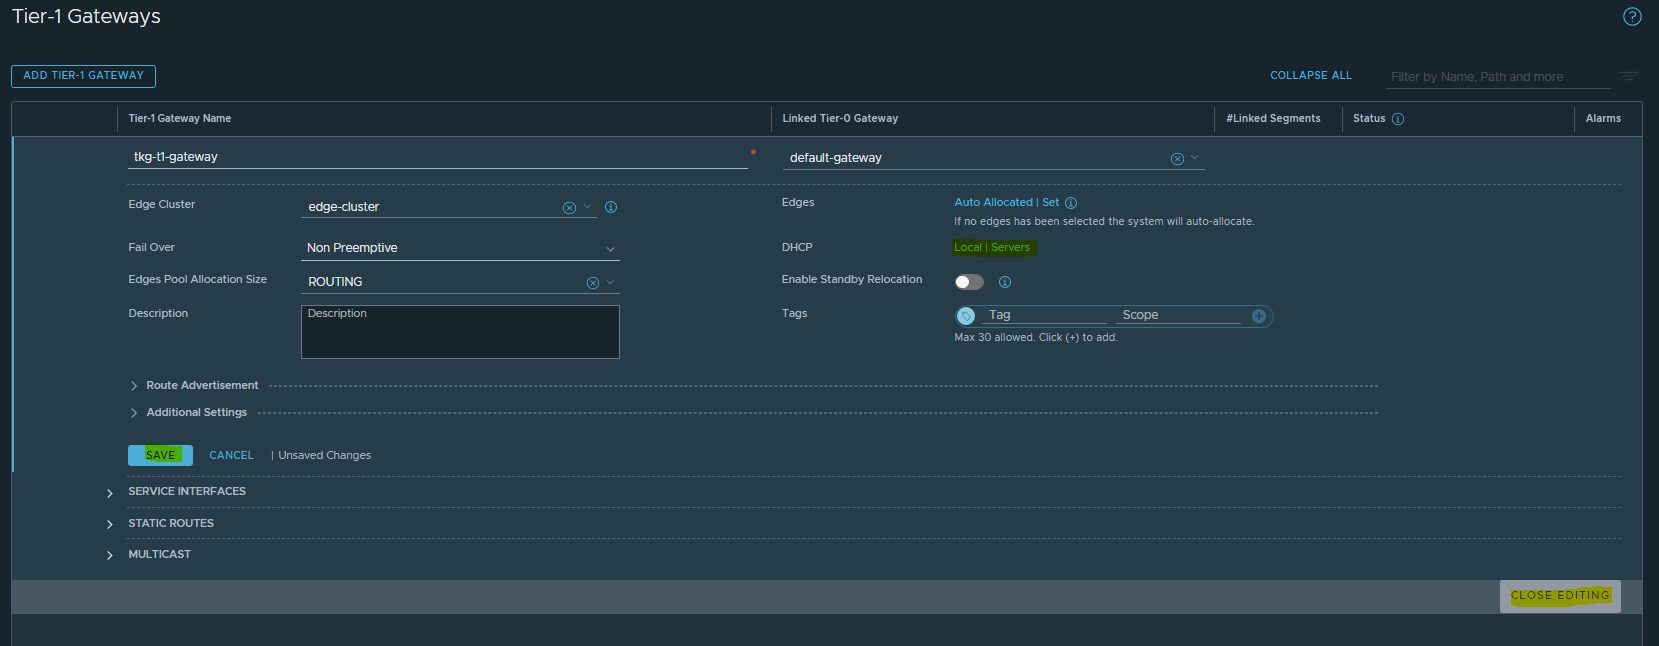 Tier-1 Gateways
ADD TIER-1 GATEWAY
COLLAPSE ALL
Filter by Name, Path and more
Tier-1 Gateway Name Linked Tier-0 Gateway #Linked Segments Status Alarms
tkg-t1-gateway * default-gateway
Edge Cluster edge-cluster Edges Auto Allocated | Set
If no edges has been selected the system will auto-allocate.
Fail Over Non Preemptive DHCP Local | Servers
Edges Pool Allocation Size ROUTING Enable Standby Relocation
Description Description Tags Tag Scope
Max 30 allowed. Click (+) to add.
Route Advertisement
Additional Settings
SAVE CANCEL | Unsaved Changes
SERVICE INTERFACES
STATIC ROUTES
MULTICAST
CLOSE EDITING